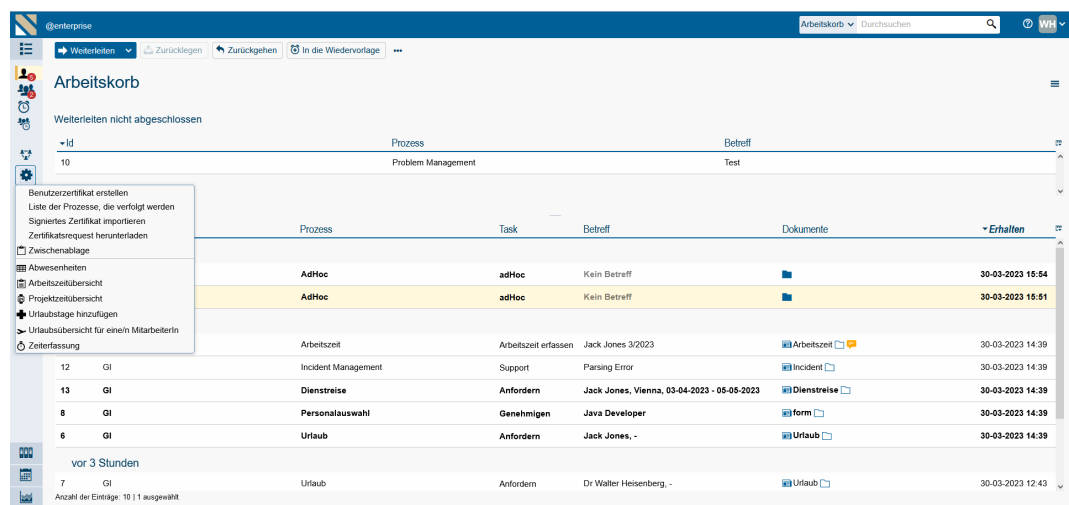 @enterprise
Arbeitskorb
Durchsuchen
WH
Weiterleiten
Zurücklegen
Zurückgehen
In die Wiedervorlage
5
2
Arbeitskorb
Weiterleiten nicht abgeschlossen
Id Prozess Betreff
10 Problem Management Test
Benutzerzertifikat erstellen
Liste der Prozesse, die verfolgt werden
Signiertes Zertifikat importieren
Zertifikatsrequest herunterladen
Zwischenablage
Abwesenheiten
Arbeitszeitübersicht
Projektzeitübersicht
Urlaubstage hinzufügen
Urlaubsübersicht für eine/n MitarbeiterIn
Zeiterfassung
Prozess Task Betreff Dokumente Erhalten
AdHoc adHoc Kein Betreff 30-03-2023 15:54
AdHoc adHoc Kein Betreff 30-03-2023 15:51
Arbeitszeit Arbeitszeit erfassen Jack Jones 3/2023 Arbeitszeit 30-03-2023 14:39
12 GI Incident Management Support Parsing Error Incident 30-03-2023 14:39
13 GI Dienstreise Anfordern Jack Jones, Vienna, 03-04-2023 - 05-05-2023 Dienstreise 30-03-2023 14:39
8 GI Personalauswahl Genehmigen Java Developer form 30-03-2023 14:39
6 GI Urlaub Anfordern Jack Jones, - Urlaub 30-03-2023 14:39
vor 3 Stunden
7 GI Urlaub Anfordern Dr Walter Heisenberg, - Urlaub 30-03-2023 12:43
Anzahl der Einträge: 10 | 1 ausgewählt